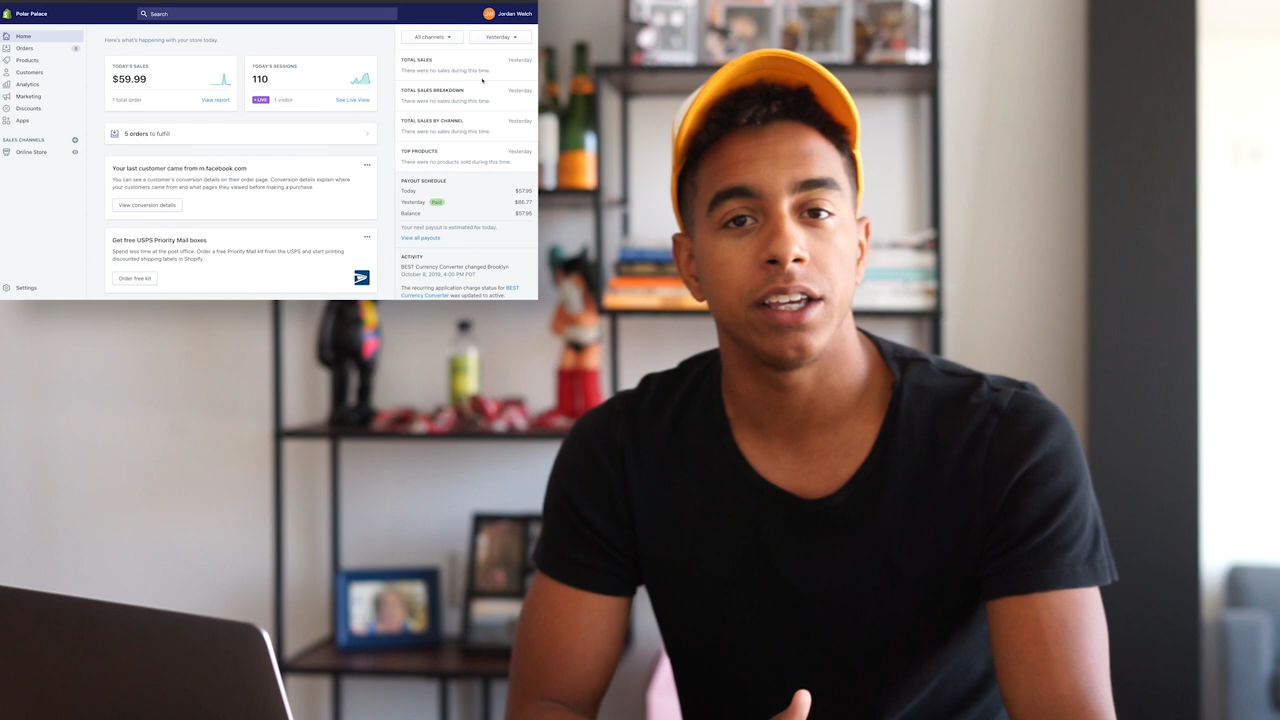 Polar Palace
Search
Jordan Welch
Home
Orders
Products
Customers
Analytics
Marketing
Discounts
Apps
SALES CHANNELS
Online Store
Settings
Here's what's happening with your store today.
TODAY'S SALES
$59.99
1 total order
View report
TODAY'S SESSIONS
110
LIVE
1 visitor
See Live View
5 orders to fulfill
Your last customer came from m.facebook.com
You can see a customer's conversion details on their order page. Conversion details explain where
your customers came from and what pages they viewed before making a purchase.
View conversion details
Get free USPS Priority Mail boxes
Spend less time at the post office. Order a free Priority Mail kit from the USPS and start printing
discounted shipping labels in Shopify.
Order free kit
All channels
Yesterday
TOTAL SALES Yesterday
There were no sales during this time.
TOTAL SALES BREAKDOWN Yesterday
There were no sales during this time.
TOTAL SALES BY CHANNEL Yesterday
There were no sales during this time.
TOP PRODUCTS Yesterday
There were no products sold during this time.
PAYOUT SCHEDULE
Today $57.95
Yesterday Paid $86.77
Balance $57.95
Your next payout is estimated for today.
View all payouts
ACTIVITY
BEST Currency Converter changed Brooklyn
October 8, 2019, 4:00 PM PDT
The recurring application charge status for BEST
Currency Converter was updated to active.